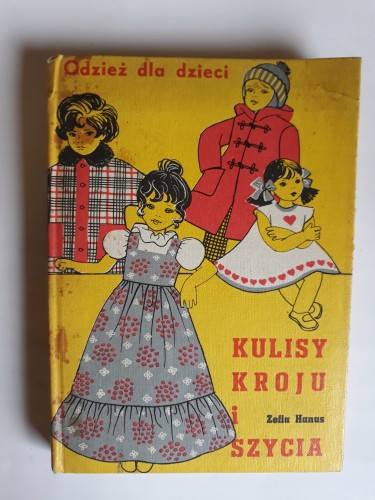 Odzież dla dzieci
KULISY
KROJU
i Zofia Hanus
SZYCIA